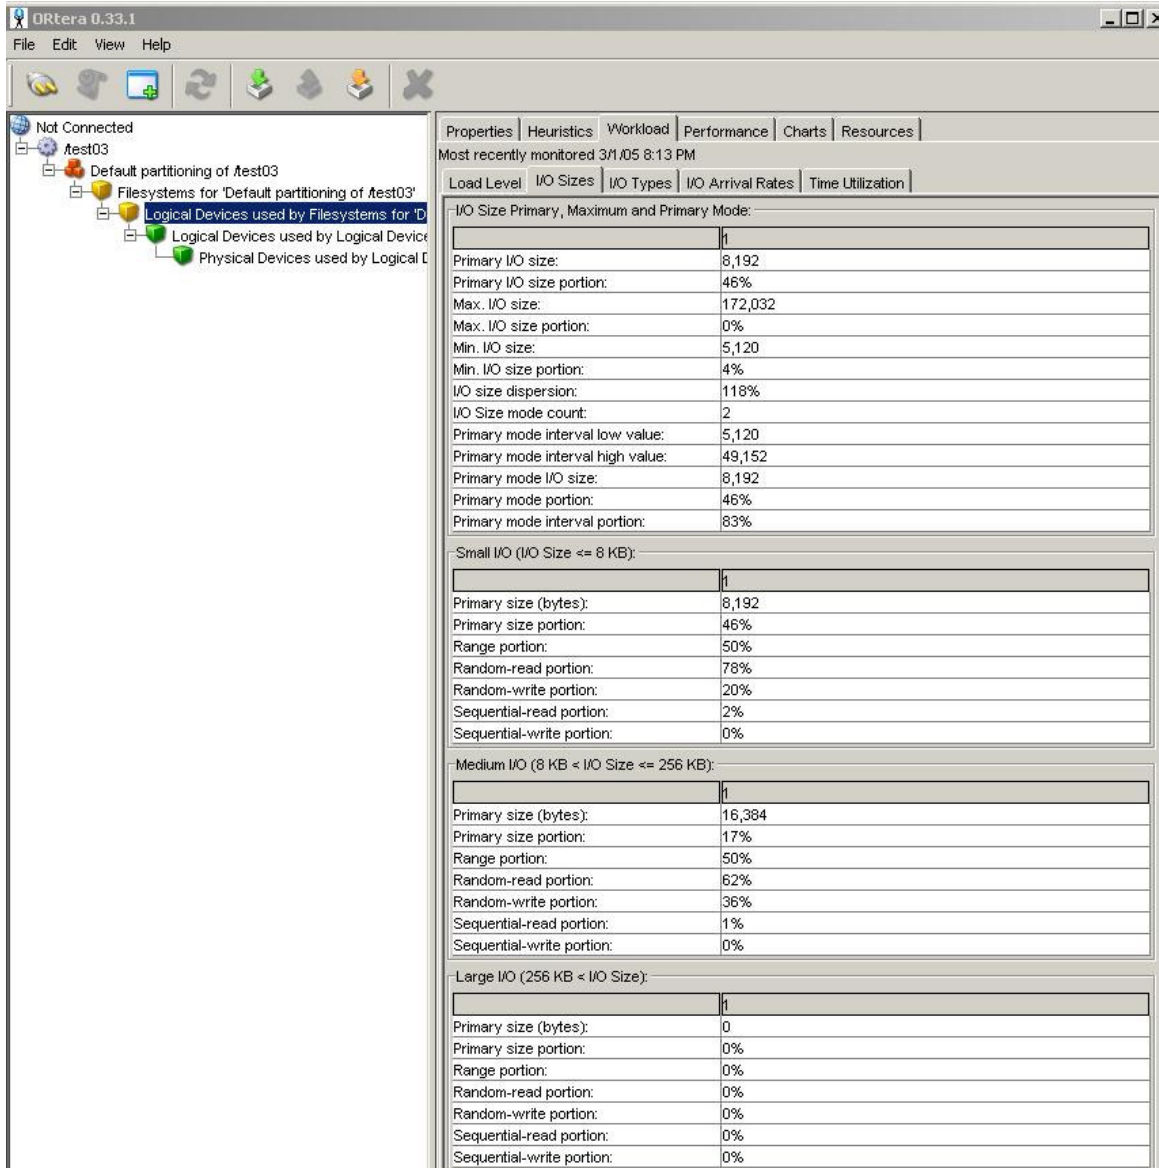 ORtera 0.33.1
File Edit View Help
Not Connected
/test03
Default partitioning of /test03
Filesystems for 'Default partitioning of /test03'
Logical Devices used by Filesystems for 'D
Logical Devices used by Logical Device
Physical Devices used by Logical D
Properties Heuristics Workload Performance Charts Resources
Most recently monitored 3/1/05 8:13 PM
Load Level I/O Sizes I/O Types I/O Arrival Rates Time Utilization
I/O Size Primary, Maximum and Primary Mode:
1
Primary I/O size: 8,192
Primary I/O size portion: 46%
Max. I/O size: 172,032
Max. I/O size portion: 0%
Min. I/O size: 5,120
Min. I/O size portion: 4%
I/O size dispersion: 118%
I/O Size mode count: 2
Primary mode interval low value: 5,120
Primary mode interval high value: 49,152
Primary mode I/O size: 8,192
Primary mode portion: 46%
Primary mode interval portion: 83%
Small I/O (I/O Size <= 8 KB):
1
Primary size (bytes): 8,192
Primary size portion: 46%
Range portion: 50%
Random-read portion: 78%
Random-write portion: 20%
Sequential-read portion: 2%
Sequential-write portion: 0%
Medium I/O (8 KB < I/O Size <= 256 KB):
1
Primary size (bytes): 16,384
Primary size portion: 17%
Range portion: 50%
Random-read portion: 62%
Random-write portion: 36%
Sequential-read portion: 1%
Sequential-write portion: 0%
Large I/O (256 KB < I/O Size):
1
Primary size (bytes): 0
Primary size portion: 0%
Range portion: 0%
Random-read portion: 0%
Random-write portion: 0%
Sequential-read portion: 0%
Sequential-write portion: 0%